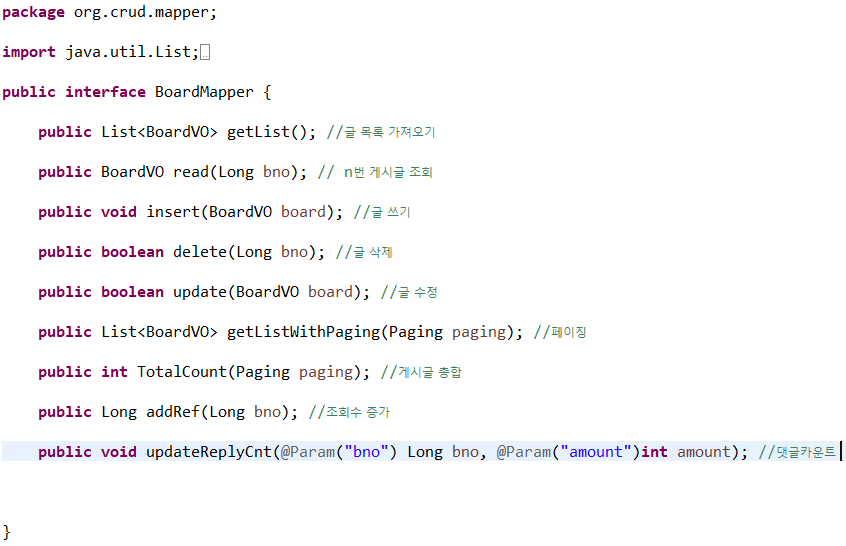 package org.crud.mapper;
import java.util.List;
public interface BoardMapper {
public List<BoardVO> getList(); //글 목록 가져오기
public BoardVO read(Long bno); // n번 게시글 조회
public void insert(BoardVO board); //글 쓰기
public boolean delete(Long bno); //글 삭제
public boolean update(BoardVO board); //글 수정
public List<BoardVO> getListWithPaging(Paging paging); //페이징
public int TotalCount(Paging paging); //게시글 총합
public Long addRef(Long bno); //조회수 증가
public void updateReplyCnt(@Param("bno") Long bno, @Param("amount")int amount); //댓글카운트
}